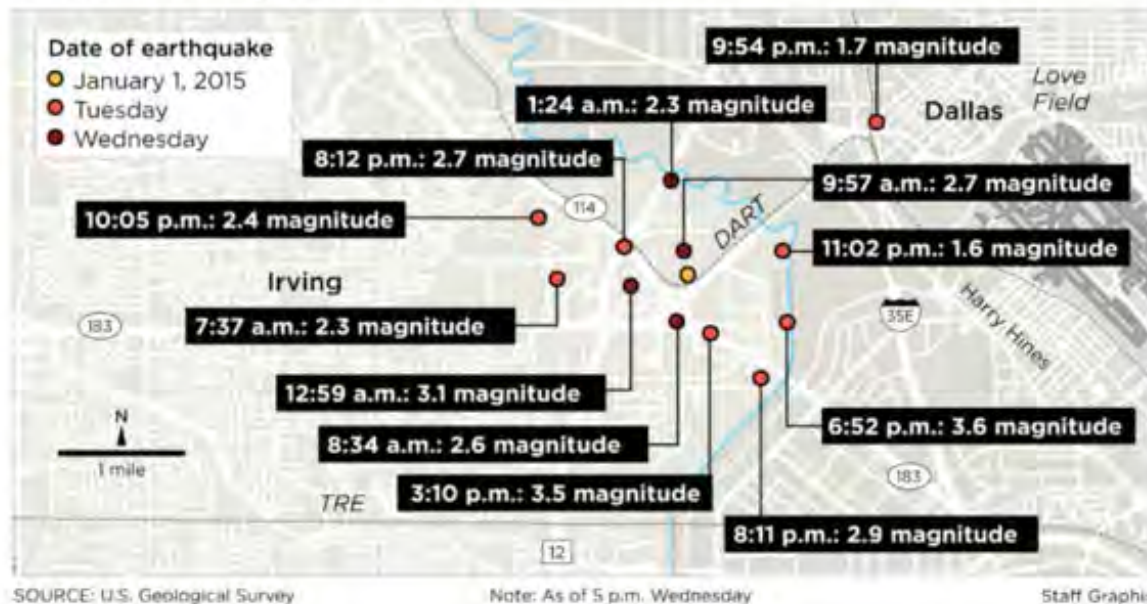 Date of earthquake
January 1, 2015
Tuesday
Wednesday
9:54 p.m.: 1.7 magnitude
Love
Field
Dallas
1:24 a.m.: 2.3 magnitude
8:12 p.m.: 2.7 magnitude
9:57 a.m.: 2.7 magnitude
114
DART
10:05 p.m.: 2.4 magnitude
11:02 p.m.: 1.6 magnitude
Irving
183
7:37 a.m.: 2.3 magnitude
35E
Harry Hines
12:59 a.m.: 3.1 magnitude
N
1 mile
8:34 a.m.: 2.6 magnitude
6:52 p.m.: 3.6 magnitude
3:10 p.m.: 3.5 magnitude
183
TRE
8:11 p.m.: 2.9 magnitude
12
SOURCE: U.S. Geological Survey
Note: As of 5 p.m. Wednesday
Staff Graphi